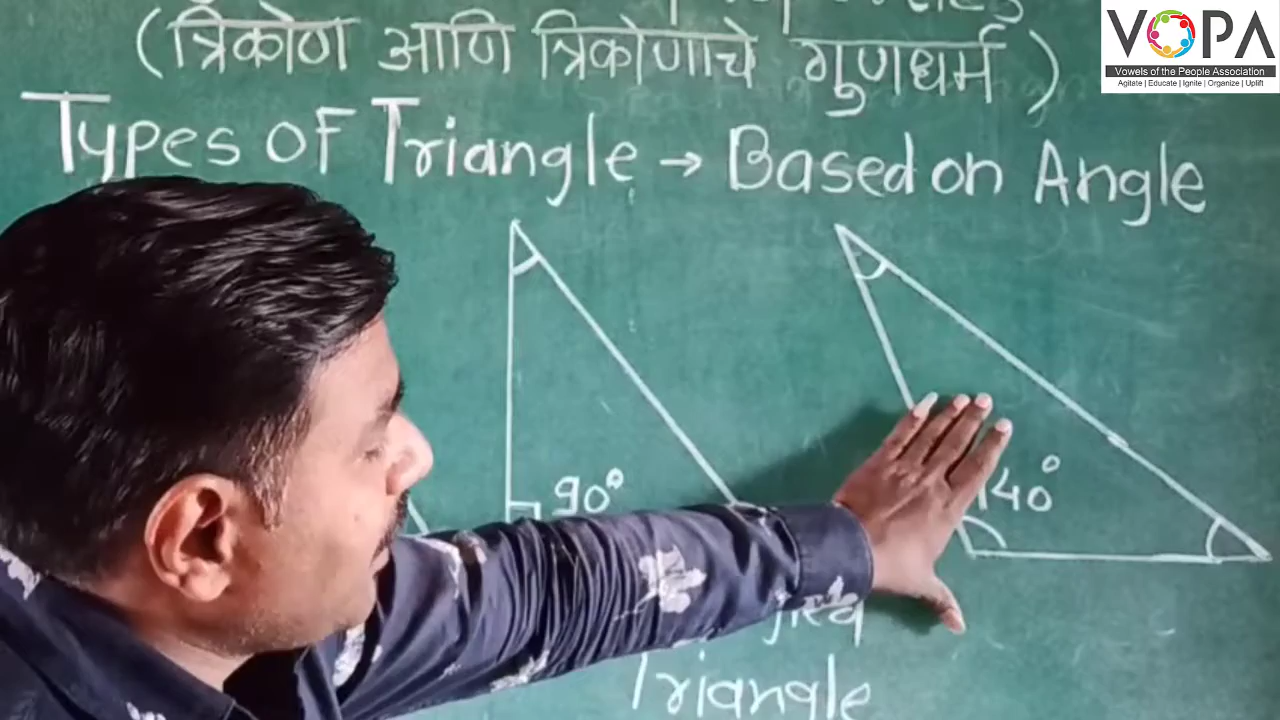 (त्रिकोण आणि त्रिकोणाचे गुणधर्म)
VOPA
Vowels of the People Association
Agitate | Educate | Ignite | Organize | Uplift
Types of Triangle → Based on Angle
90°
140°
Triangle